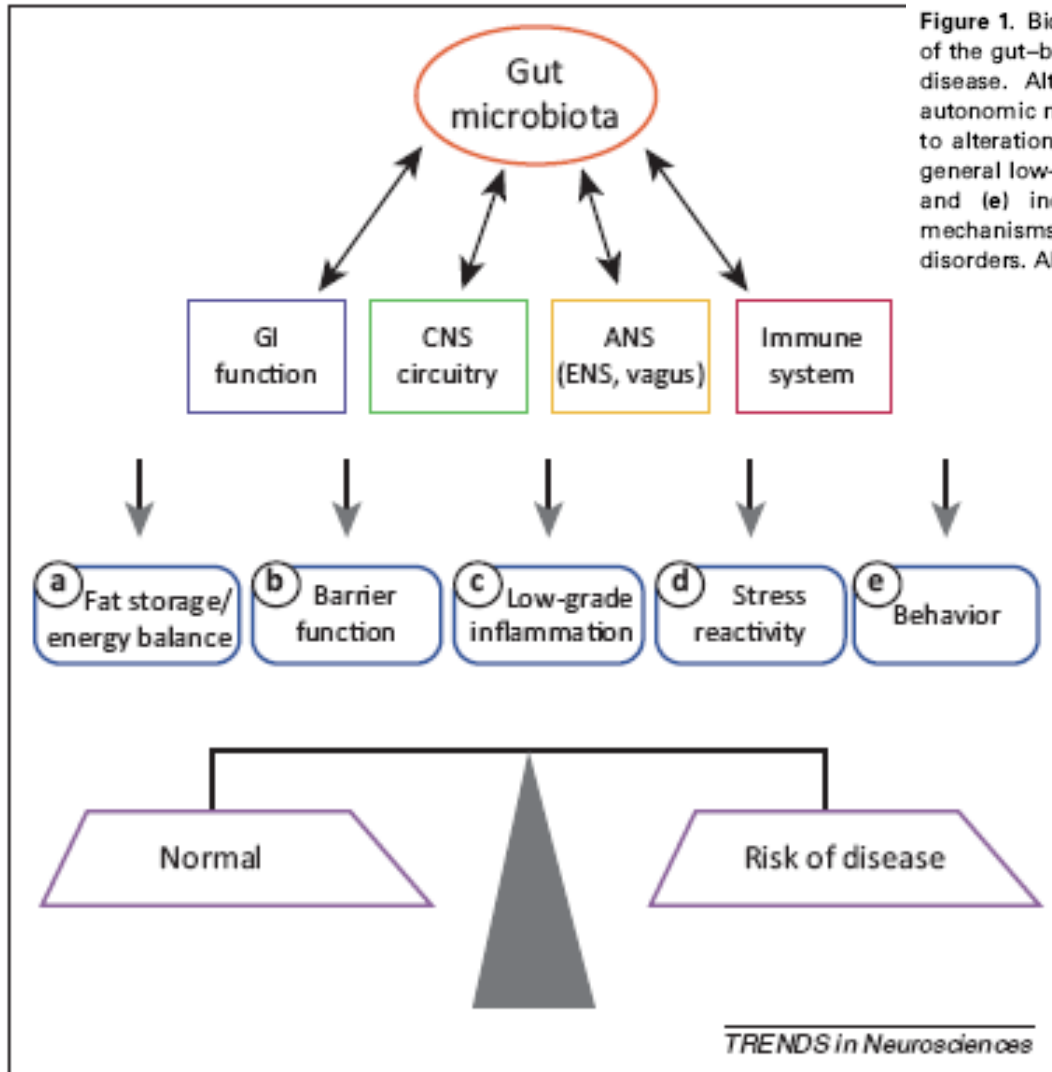 Figure 1. Bi
of the gut–b
disease. Alt
autonomic
to alteration
general low-
and (e) in
mechanisms
disorders. Al
Gut
microbiota
GI
function
CNS
circuitry
ANS
(ENS, vagus)
Immune
system
a Fat storage/
energy balance
b Barrier
function
c Low-grade
inflammation
d Stress
reactivity
e Behavior
Normal
Risk of disease
TRENDS in Neurosciences